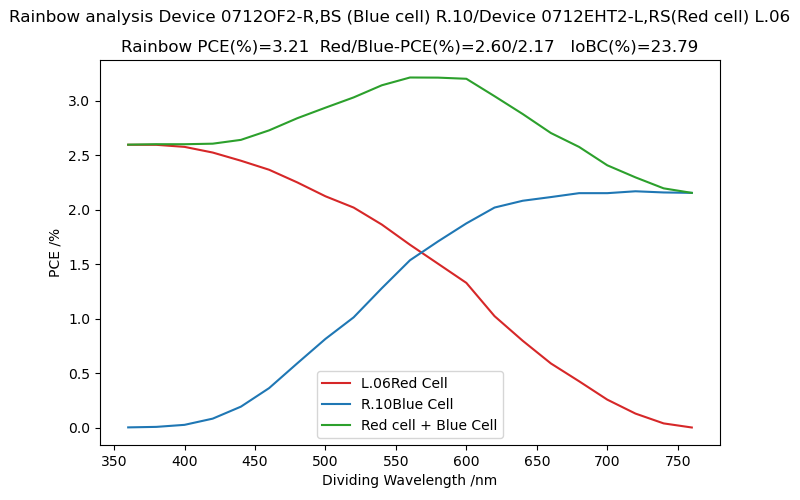 Rainbow analysis Device 0712OF2-R,BS (Blue cell) R.10/Device 0712EHT2-L,RS(Red cell) L.06
Rainbow PCE(%)=3.21  Red/Blue-PCE(%)=2.60/2.17   IoBC(%)=23.79
PCE /%
3.0
2.5
2.0
1.5
1.0
0.5
0.0
L.06Red Cell
R.10Blue Cell
Red cell + Blue Cell
350 400 450 500 550 600 650 700 750
Dividing Wavelength /nm